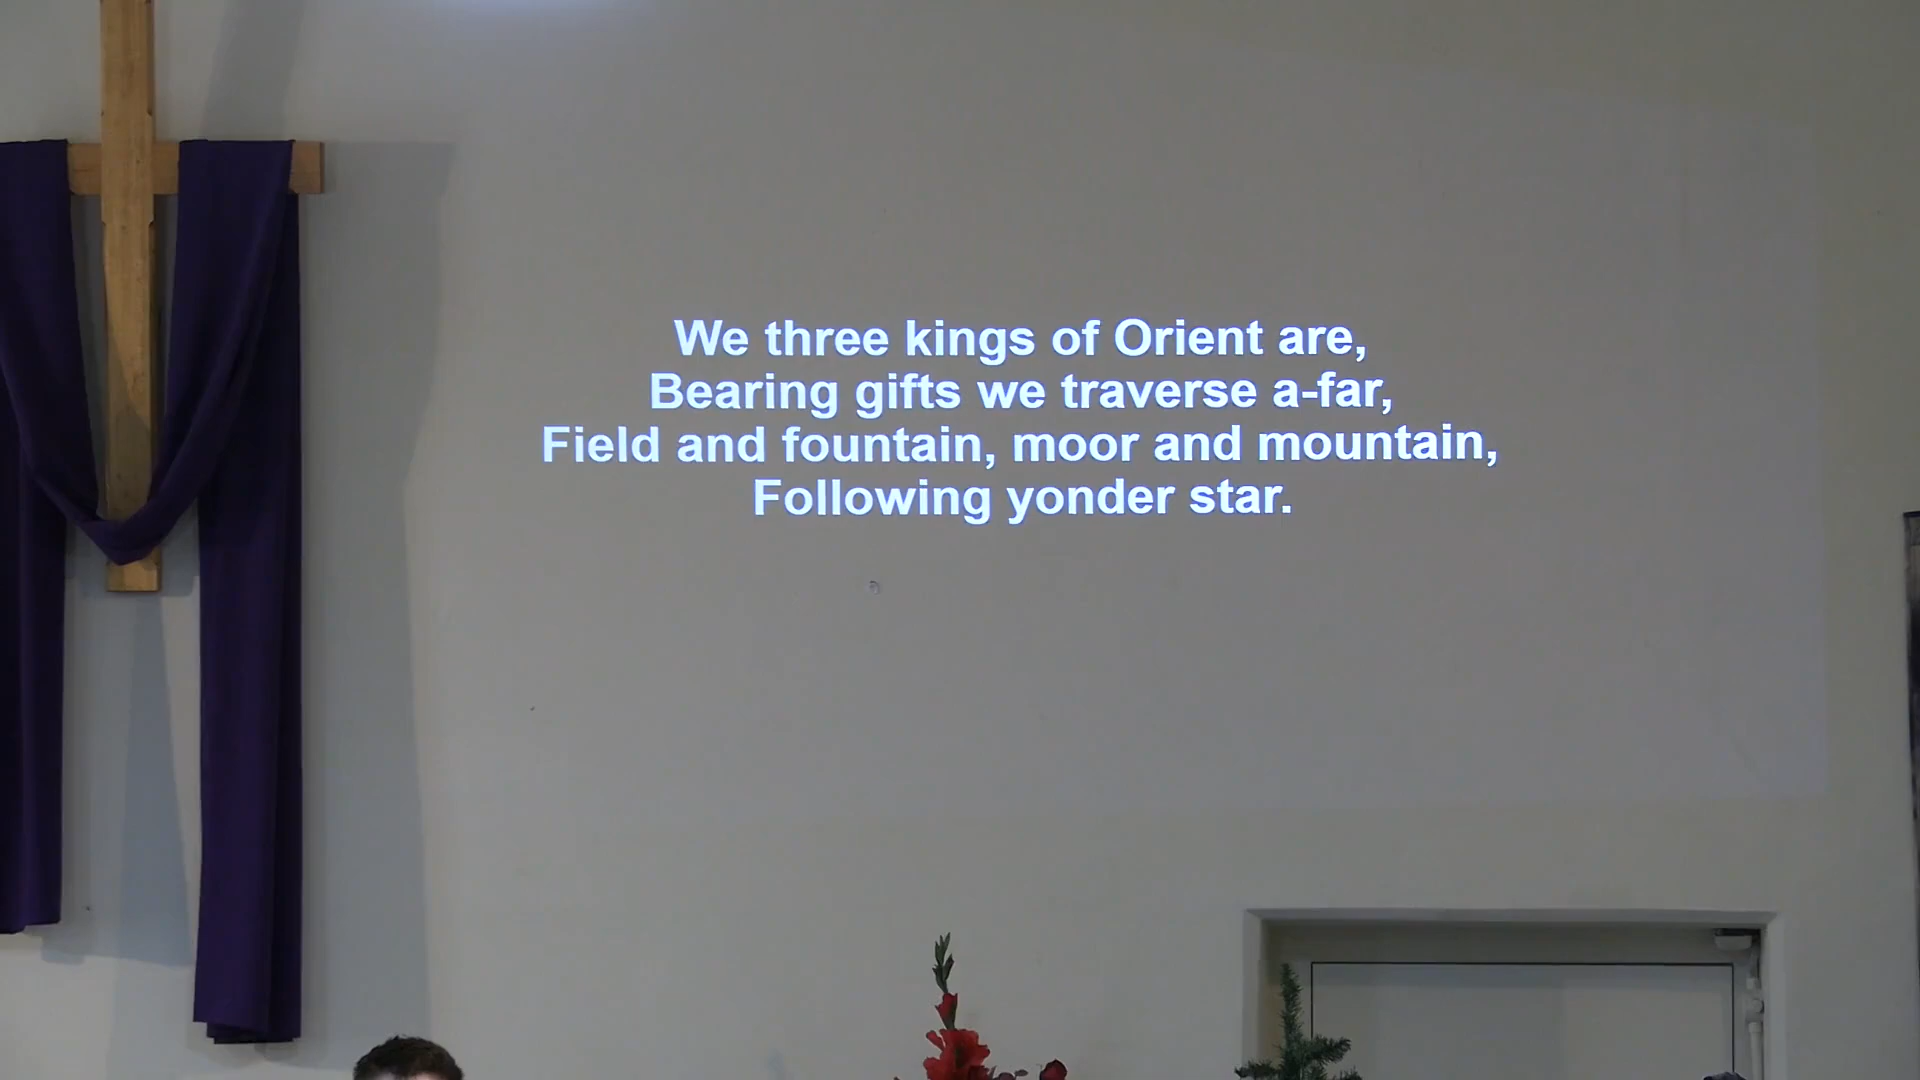 We three kings of Orient are,
Bearing gifts we traverse a-far,
Field and fountain, moor and mountain,
Following yonder star.